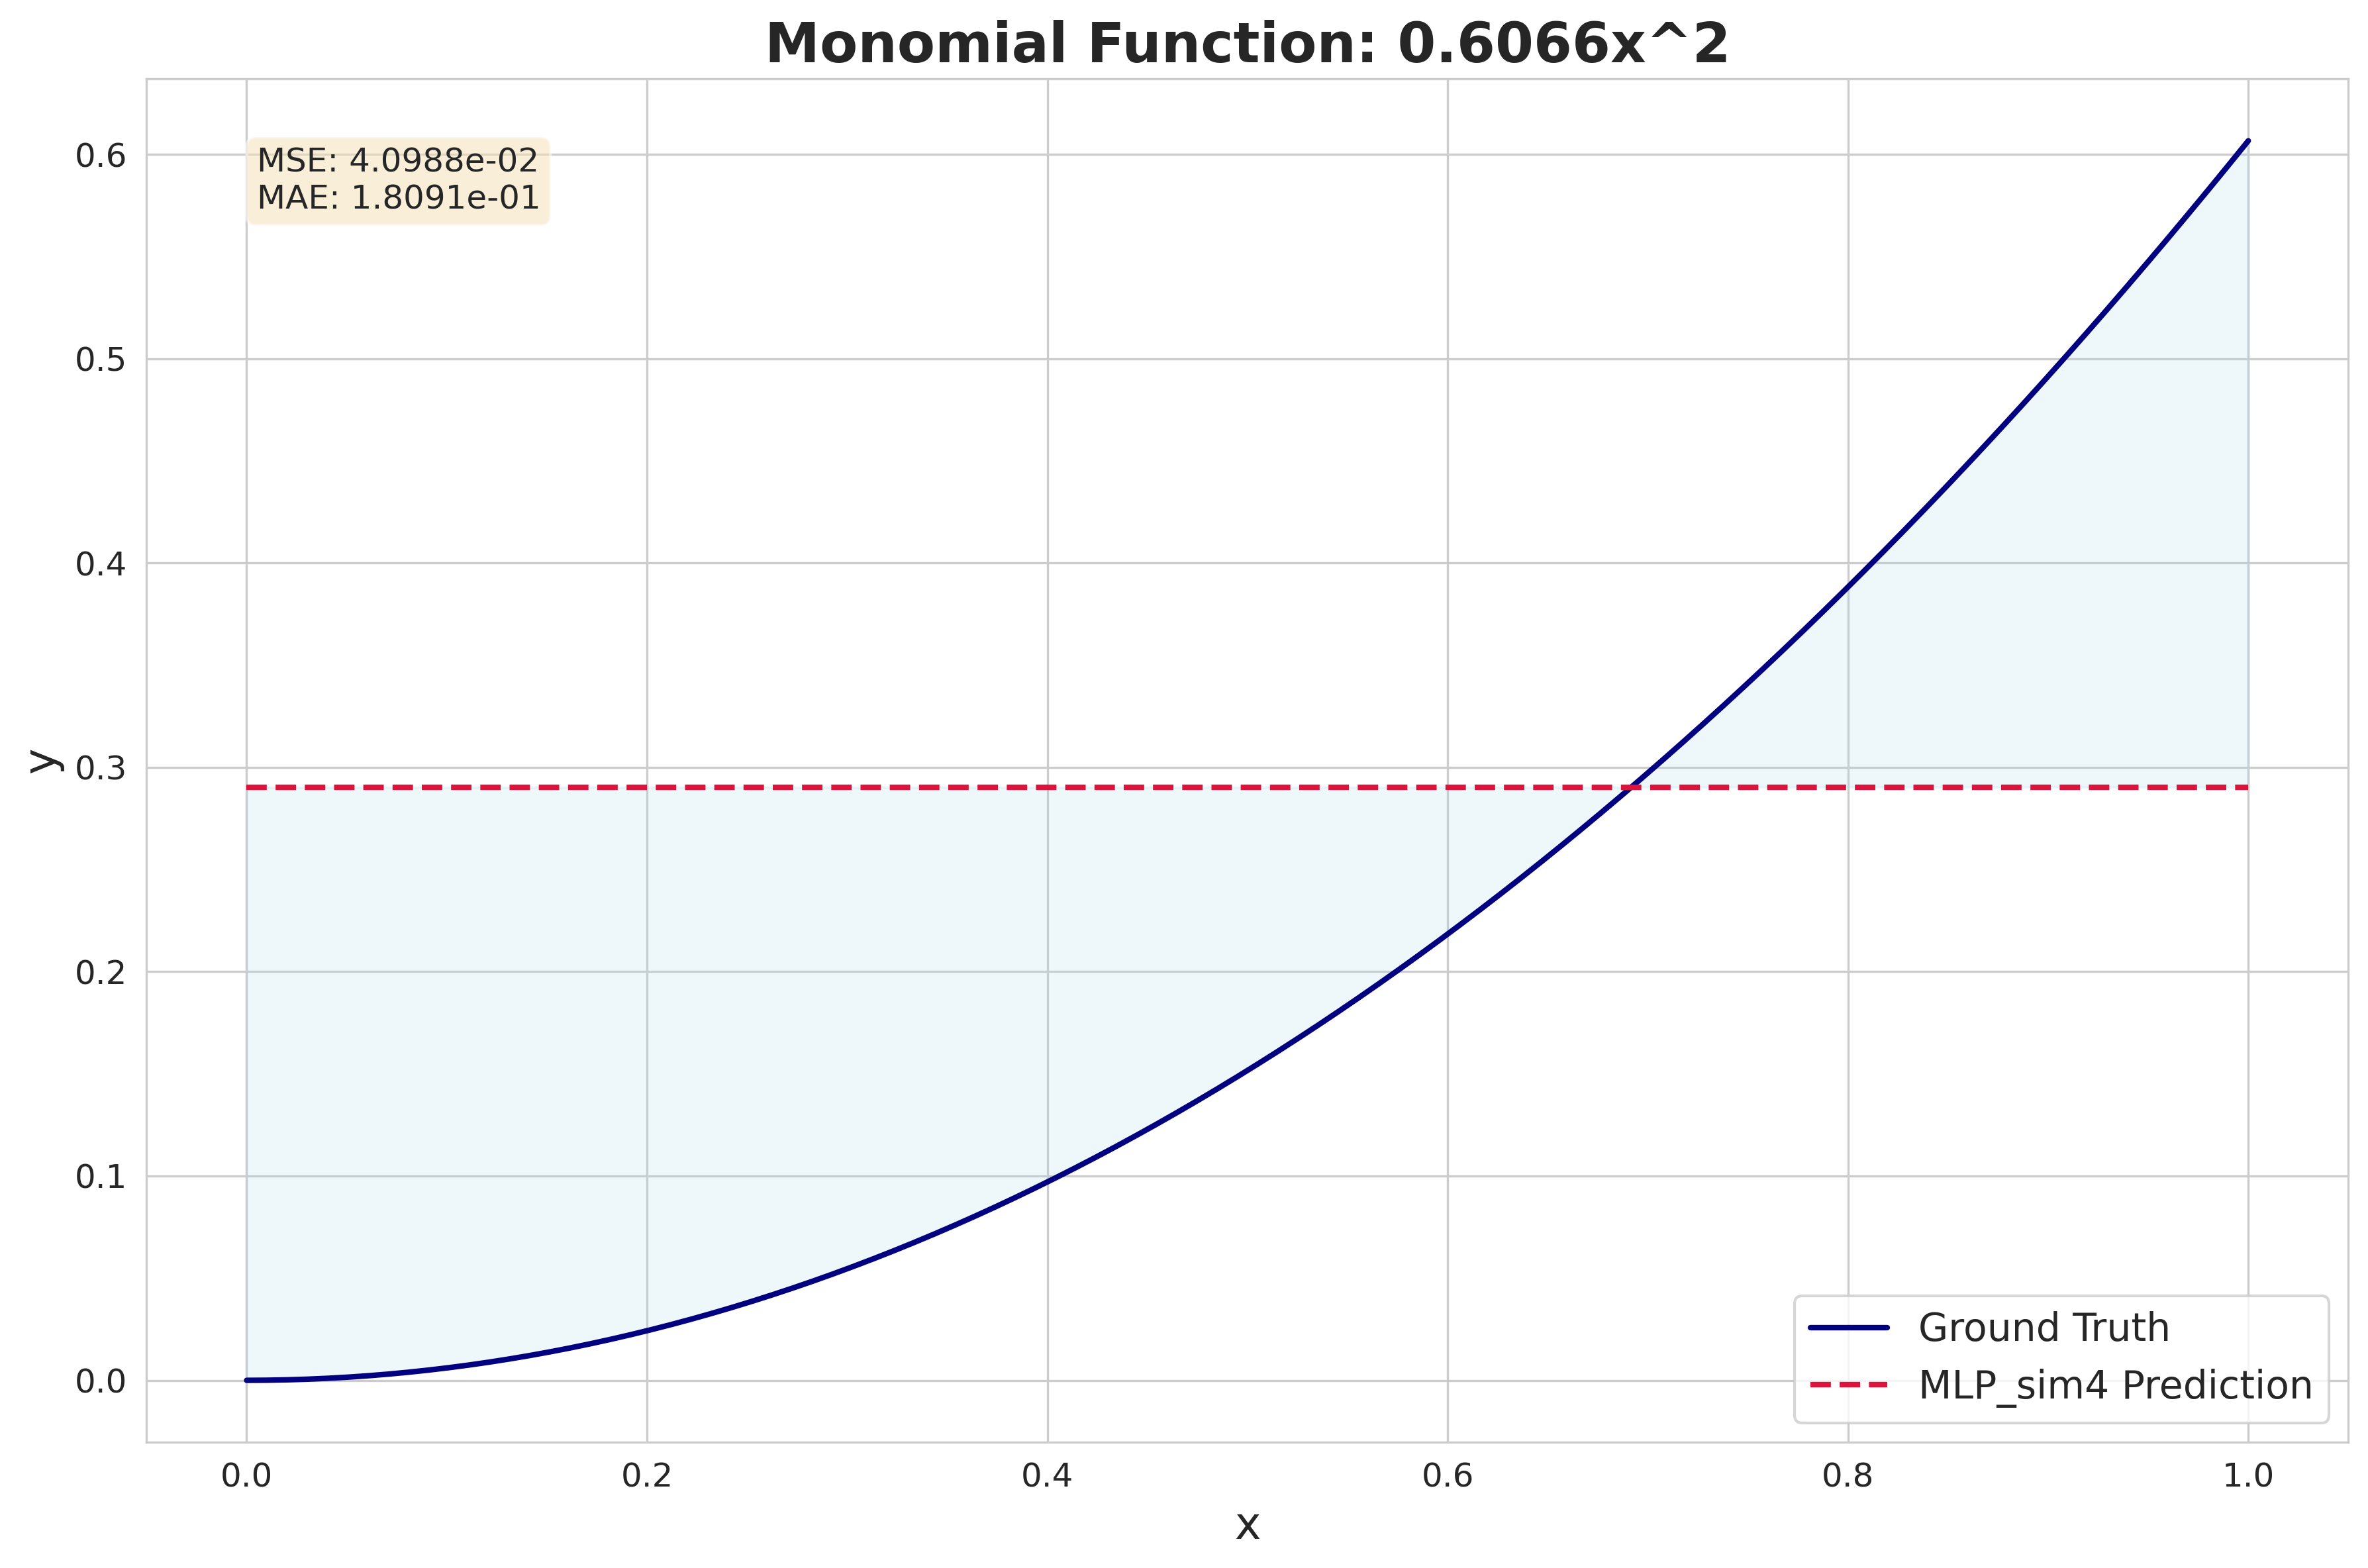 Monomial Function: 0.6066x^2
MSE: 4.0988e-02
MAE: 1.8091e-01
y
0.6
0.5
0.4
0.3
0.2
0.1
0.0
Ground Truth
MLP_sim4 Prediction
0.0 0.2 0.4 0.6 0.8 1.0
x